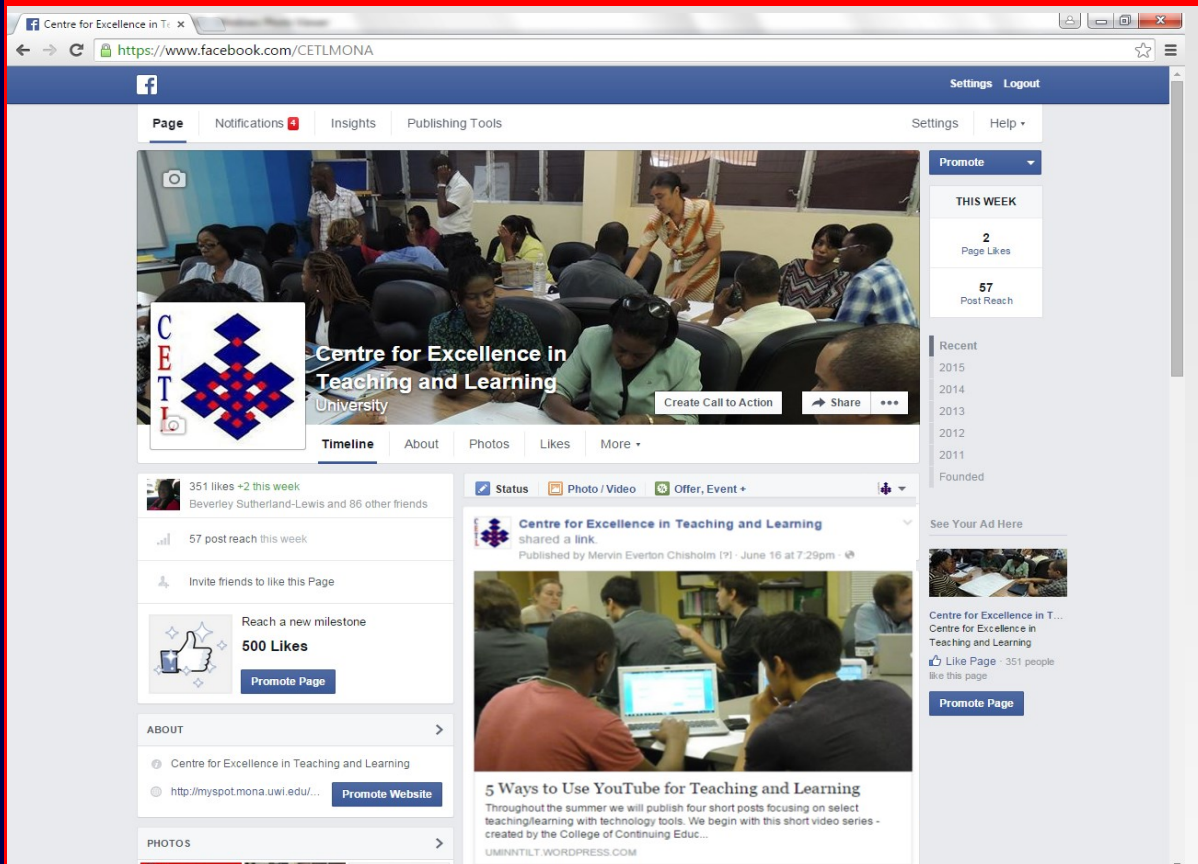 Centre for Excellence in Te
https://www.facebook.com/CETLMONA
Settings Logout
Page Notifications 4 Insights Publishing Tools Settings Help
Promote
THIS WEEK
2
Page Likes
57
Post Reach
Recent
2015
2014
2013
2012
2011
Founded
CETL
Centre for Excellence in
Teaching and Learning
University
Create Call to Action Share •••
Timeline About Photos Likes More
351 likes +2 this week
Beverley Sutherland-Lewis and 86 other friends
57 post reach this week
Invite friends to like this Page
Reach a new milestone
500 Likes
Promote Page
ABOUT
Centre for Excellence in Teaching and Learning
http://myspot.mona.uwi.edu/...
Promote Website
PHOTOS
Status Photo / Video Offer, Event +
Centre for Excellence in Teaching and Learning
shared a link.
Published by Mervin Everton Chisholm [?] · June 16 at 7:29pm ·
5 Ways to Use YouTube for Teaching and Learning
Throughout the summer we will publish four short posts focusing on select
teaching/learning with technology tools. We begin with this short video series -
created by the College of Continuing Educ...
UMINNTILT.WORDPRESS.COM
See Your Ad Here
Centre for Excellence in T...
Centre for Excellence in
Teaching and Learning
Like Page · 351 people
like this page
Promote Page